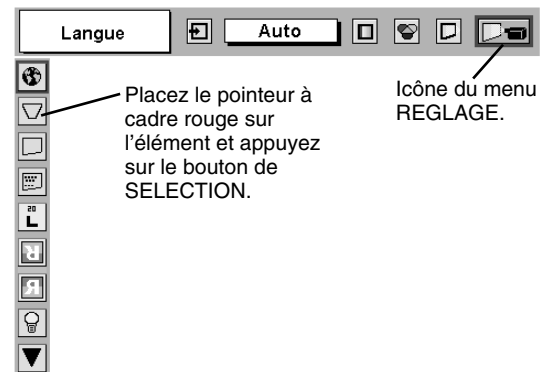 Langue
Auto
Placez le pointeur à
cadre rouge sur
l'élément et appuyez
sur le bouton de
SELECTION.
Icône du menu
REGLAGE.
20
L
R
R